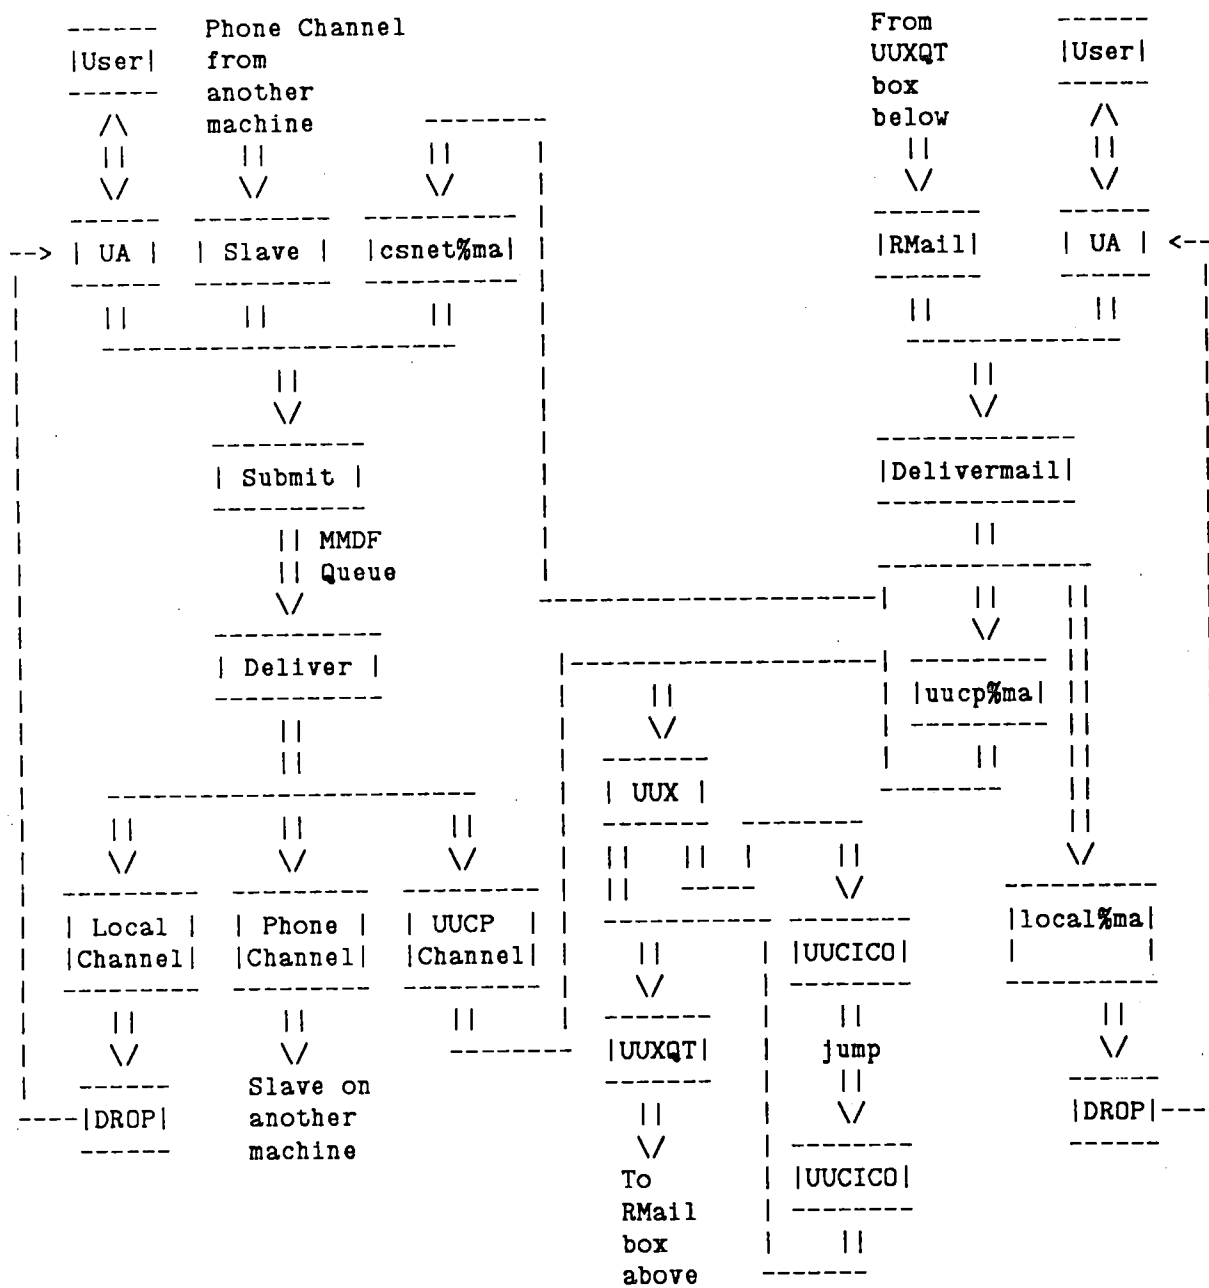 Phone Channel
|User| from
another
machine
From
UUXQT |User|
box
below
--> | UA | | Slave | |csnet%ma| |RMail| | UA | <--
| Submit | |Delivermail|
|| MMDF
|| Queue
| Deliver | |uucp%ma|
| UUX |
| Local | | Phone | | UUCP | |local%ma|
|Channel| |Channel| |Channel| |UUCICO|
|UUXQT| jump
Slave on
----|DROP| another |DROP|----
machine
To |UUCICO|
RMail
box
above